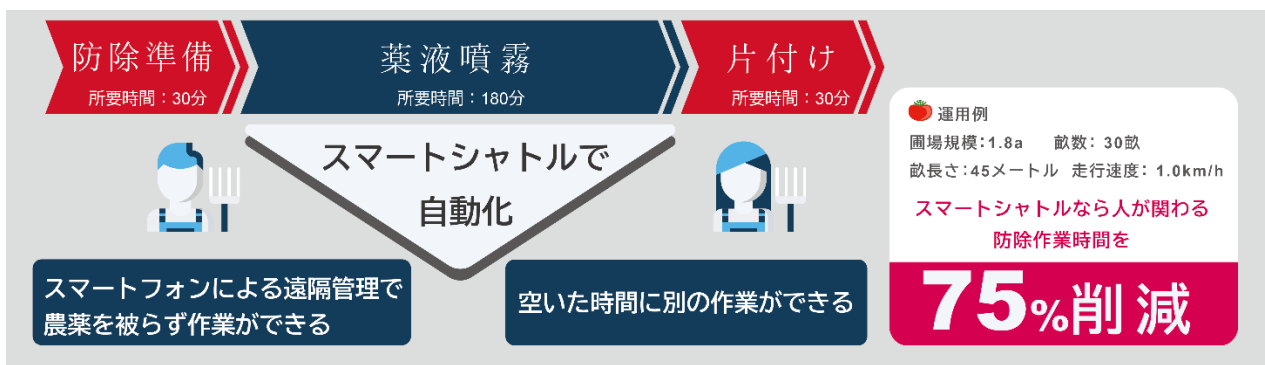 防除準備
所要時間：30分
薬液噴霧
所要時間：180分
片付け
所要時間：30分
スマートシャトルで
自動化
スマートフォンによる遠隔管理で
農薬を被らず作業ができる
空いた時間に別の作業ができる
運用例
圃場規模:1.8a 畝数: 30畝
畝長さ:45メートル 走行速度: 1.0km/h
スマートシャトルなら人が関わる
防除作業時間を
75%削減